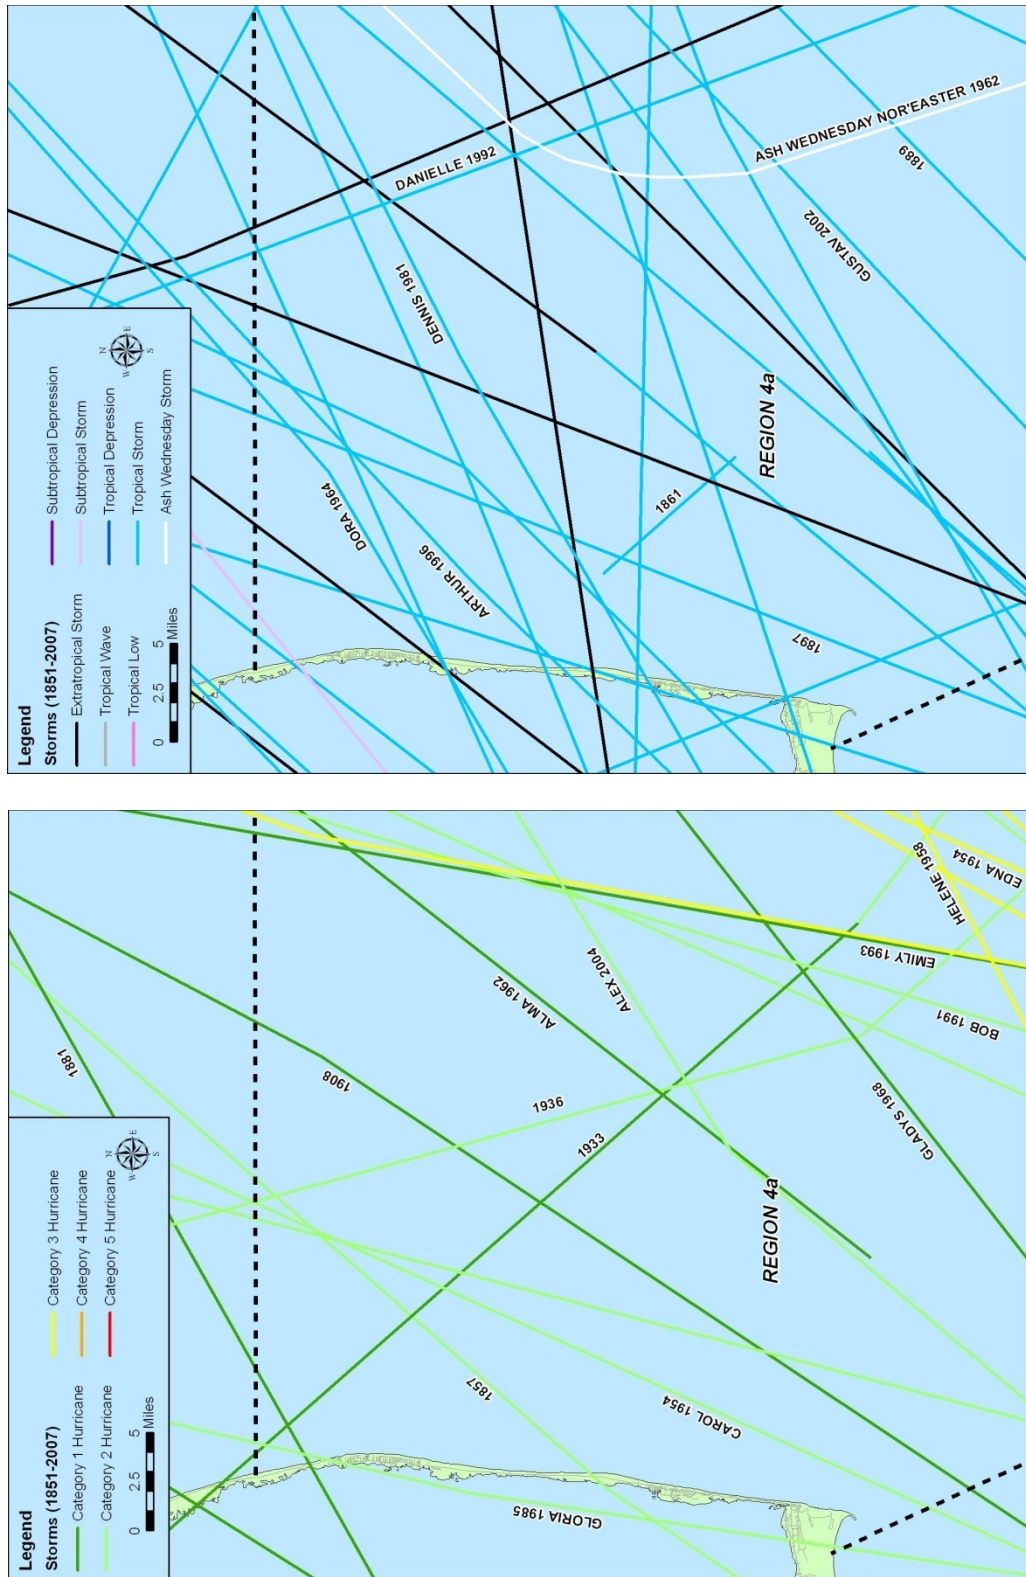 Legend
Storms (1851-2007)
Extratropical Storm
Tropical Wave
Tropical Low
Subtropical Depression
Subtropical Storm
Tropical Depression
Tropical Storm
Ash Wednesday Storm
N
W E
S
0 2.5 5
Miles
DANIELLE 1992
ASH WEDNESDAY NOR'EASTER 1962
1889
GUSTAV 2002
DENNIS 1981
DORA 1964
ARTHUR 1996
1861
REGION 4a
1897
Legend
Storms (1851-2007)
Category 1 Hurricane
Category 2 Hurricane
Category 3 Hurricane
Category 4 Hurricane
Category 5 Hurricane
N
W E
S
0 2.5 5
Miles
1881
1908
ALMA 1962
ALEX 2004
HELENE 1958
EDNA 1954
EMILY 1993
BOB 1991
1936
1933
GLADYS 1968
REGION 4a
1857
CAROL 1954
GLORIA 1985